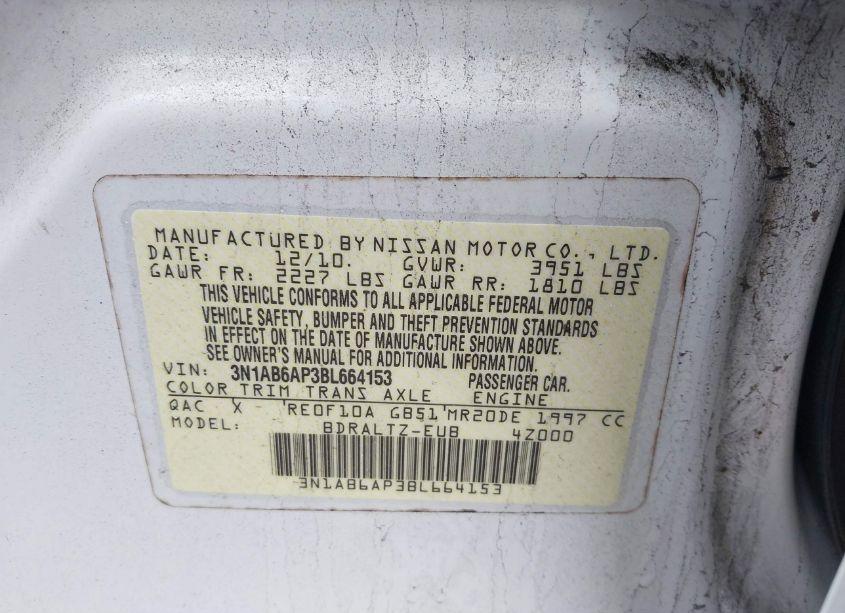 MANUFACTURED BY NISSAN MOTOR CO., LTD.
DATE: 12/10. GVWR: 3951 LBS
GAWR FR: 2227 LBS GAWR RR: 1810 LBS
THIS VEHICLE CONFORMS TO ALL APPLICABLE FEDERAL MOTOR
VEHICLE SAFETY, BUMPER AND THEFT PREVENTION STANDARDS
IN EFFECT ON THE DATE OF MANUFACTURE SHOWN ABOVE.
SEE OWNER'S MANUAL FOR ADDITIONAL INFORMATION.
VIN: 3N1AB6AP3BL664153 PASSENGER CAR.
COLOR TRIM TRANS AXLE ENGINE
QAC X REOF10A GB51 MR20DE 1997 CC
MODEL: BDRALTZ-EUB 4Z000
3N1AB6AP3BL664153